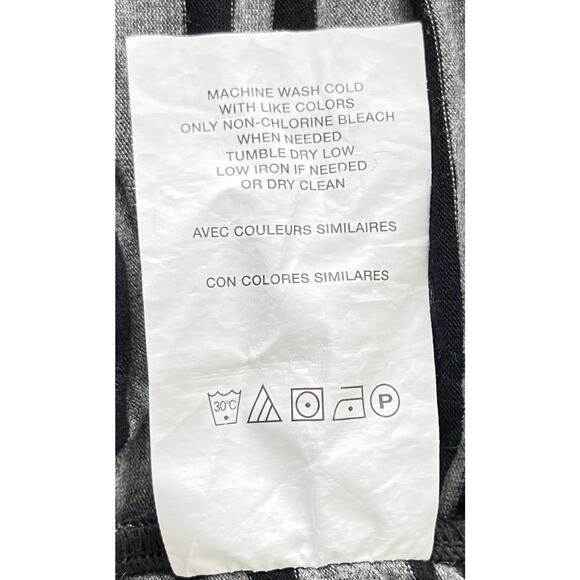 MACHINE WASH COLD
WITH LIKE COLORS
ONLY NON-CHLORINE BLEACH
WHEN NEEDED
TUMBLE DRY LOW
LOW IRON IF NEEDED
OR DRY CLEAN
AVEC COULEURS SIMILAIRES
CON COLORES SIMILARES
30°C P